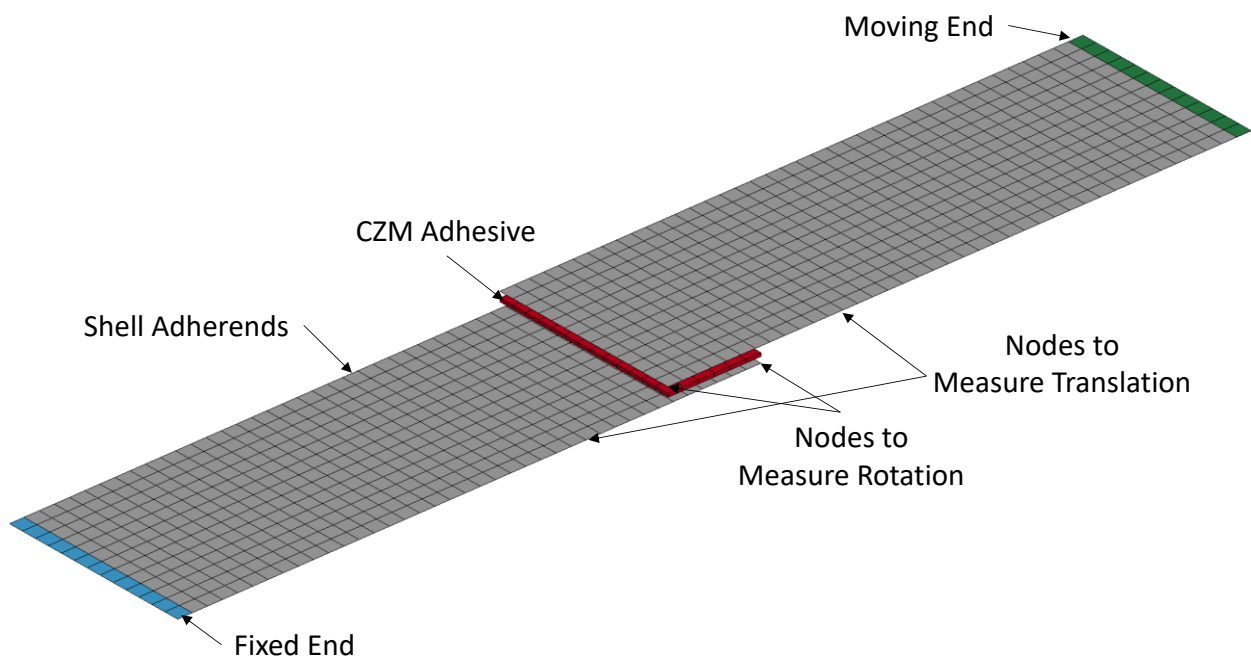 Moving End
CZM Adhesive
Shell Adherends
Nodes to
Measure Translation
Nodes to
Measure Rotation
Fixed End